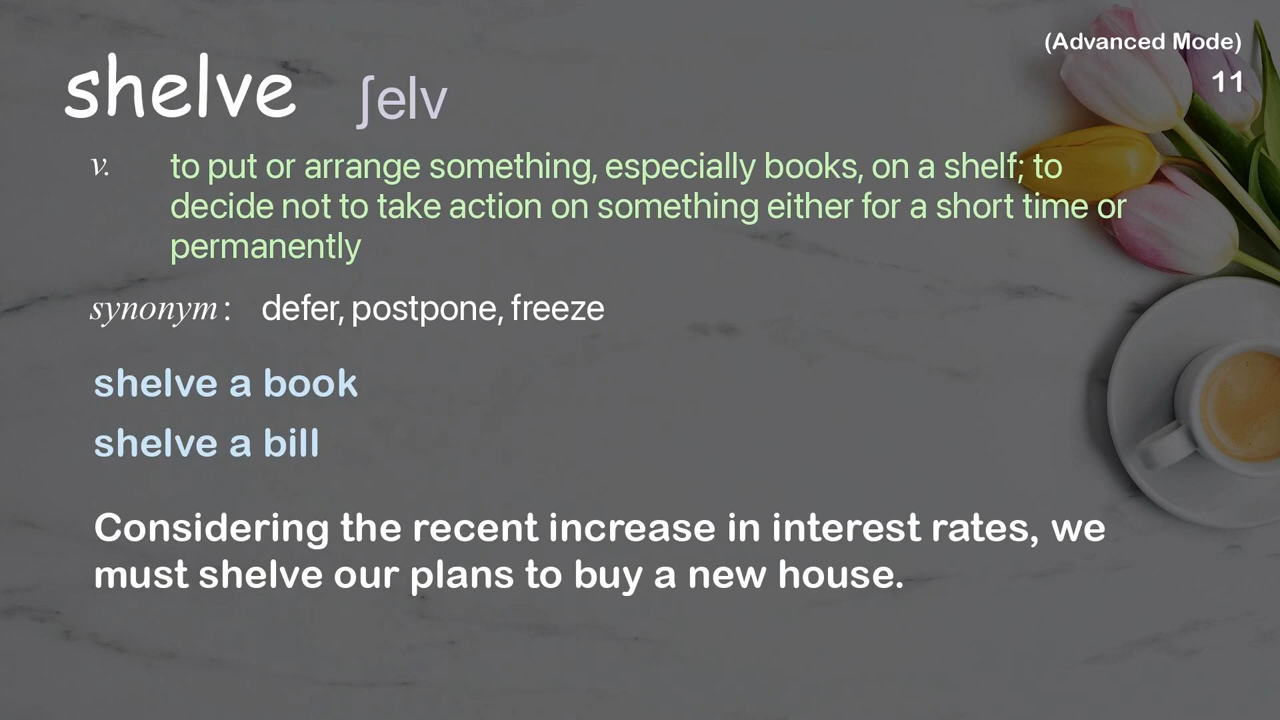 (Advanced Mode)
11
shelve ʃelv
v. to put or arrange something, especially books, on a shelf; to
decide not to take action on something either for a short time or
permanently
synonym: defer, postpone, freeze
shelve a book
shelve a bill
Considering the recent increase in interest rates, we
must shelve our plans to buy a new house.